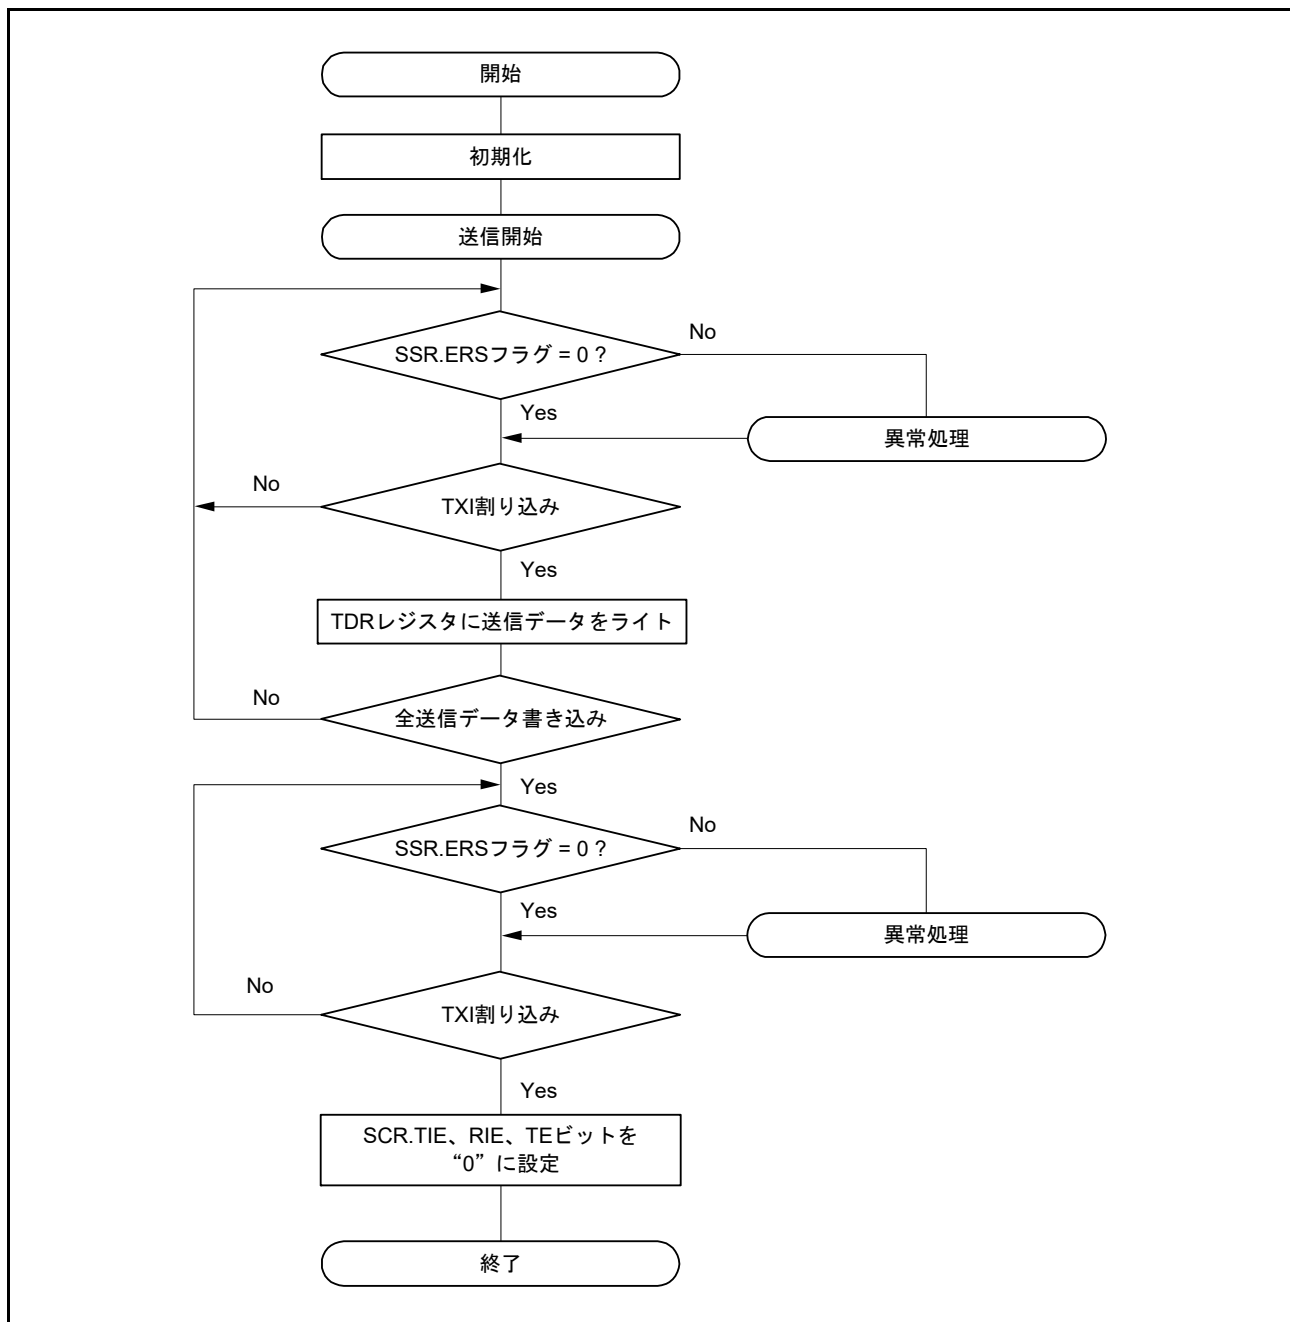 開始
初期化
送信開始
SSR.ERSフラグ = 0 ?
No
Yes
異常処理
No
TXI割り込み
Yes
TDRレジスタに送信データをライト
No
全送信データ書き込み
Yes
SSR.ERSフラグ = 0 ?
No
Yes
異常処理
No
TXI割り込み
Yes
SCR.TIE、RIE、TEビットを
“0”に設定
終了